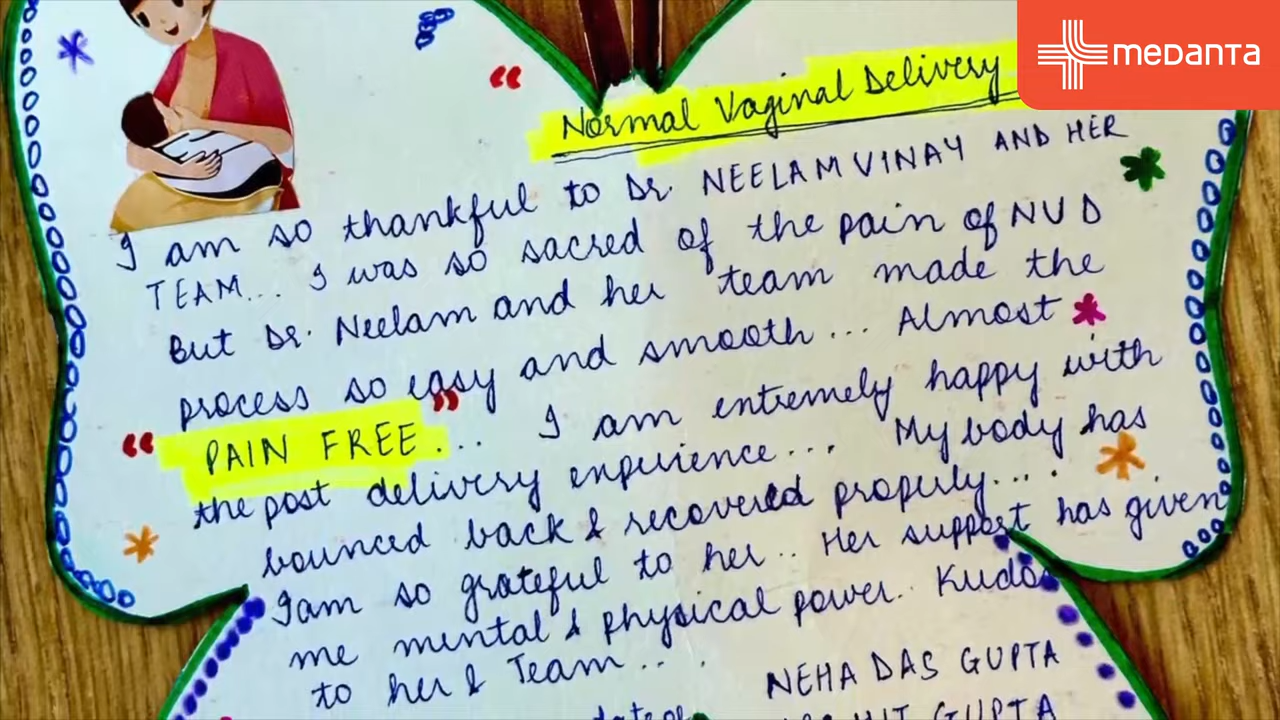 medanta
“ Normal Vaginal Delivery
I am so thankful to Dr. NEELAM VINAY AND HER
TEAM... I was so sacred of the pain of NVD
But Dr. Neelam and her team made the
process so easy and smooth... Almost
“ PAIN FREE ”... I am extremely happy with
the post delivery enperience... My body has
bounced back & recovered properly....
I am so grateful to her.. Her support has given
me mental & physical power.. Kudos
to her & Team...
NEHA DAS GUPTA
GUPTA